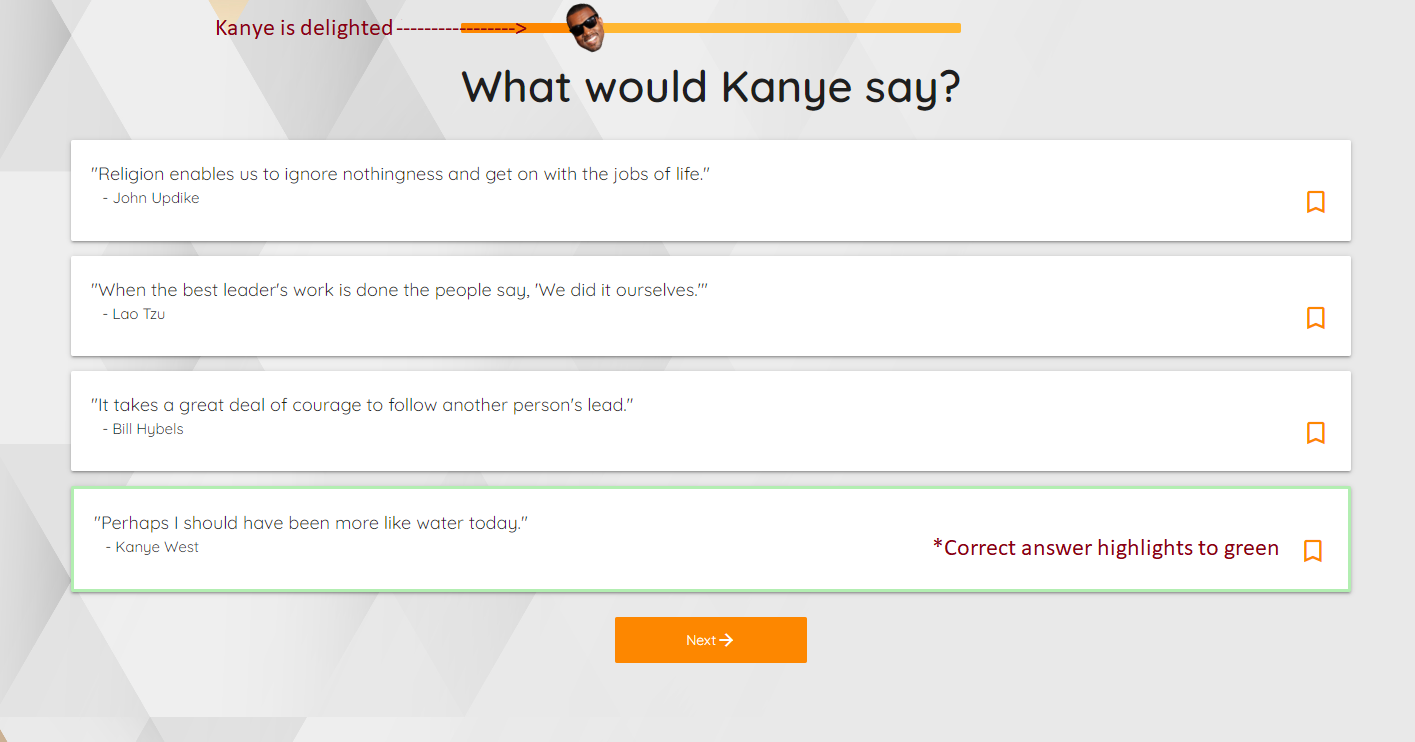 Kanye is delighted ---------------->
What would Kanye say?
"Religion enables us to ignore nothingness and get on with the jobs of life."
- John Updike
"When the best leader's work is done the people say, 'We did it ourselves.'"
- Lao Tzu
"It takes a great deal of courage to follow another person's lead."
- Bill Hybels
"Perhaps I should have been more like water today."
- Kanye West
*Correct answer highlights to green
Next→